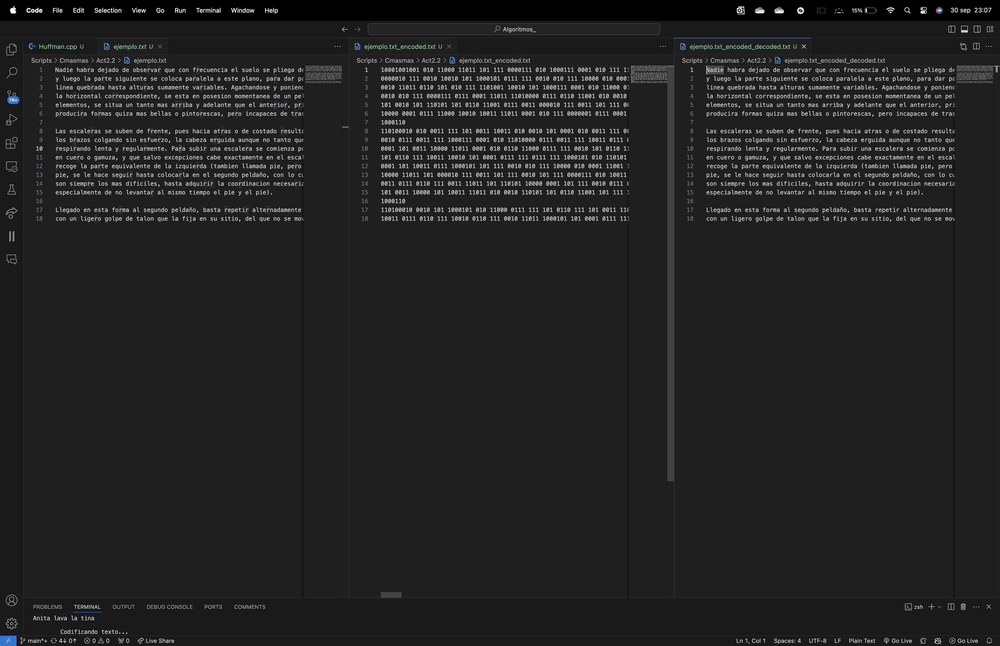 Code File Edit Selection View Go Run Terminal Window Help 15% 30 sep 23:07
Algoritmos_
Huffman.cpp U ejemplo.txt U
Scripts > Cmasmas > Act2.2 > ejemplo.txt
1 Nadie habra dejado de observar que con frecuencia el suelo se pliega de
2 y luego la parte siguiente se coloca paralela a este plano, para dar pa
3 linea quebrada hasta alturas sumamente variables. Agachandose y poniend
4 la horizontal correspondiente, se esta en posesion momentanea de un pel
5 elementos, se situa un tanto mas arriba y adelante que el anterior, pri
6 producira formas quiza mas bellas o pintorescas, pero incapaces de tras
7
8 Las escaleras se suben de frente, pues hacia atras o de costado resulta
9 los brazos colgando sin esfuerzo, la cabeza erguida aunque no tanto que
10 respirando lenta y regularmente. Para subir una escalera se comienza po
11 en cuero o gamuza, y que salvo excepciones cabe exactamente en el escal
12 recoge la parte equivalente de la izquierda (tambien llamada pie, pero
13 pie, se le hace seguir hasta colocarla en el segundo peldaño, con lo cu
14 son siempre los mas dificiles, hasta adquirir la coordinacion necesaria
15 especialmente de no levantar al mismo tiempo el pie y el pie).
16
17 Llegado en esta forma al segundo peldaño, basta repetir alternadamente
18 con un ligero golpe de talon que la fija en su sitio, del que no se mov
ejemplo.txt_encoded.txt U
Scripts > Cmasmas > Act2.2 > ejemplo.txt_encoded.txt
1 10001001001 010 11000 11011 101 111 0000111 010 1000111 0001 010 111 11
2 0000010 111 0010 10010 101 1000101 0111 111 0010 010 111 10000 010 0001
3 0010 11011 0110 101 010 111 1101001 10010 101 1000111 0001 010 11000 01
4 0010 010 111 0000111 0111 0001 11011 11010000 0111 0110 11001 010 0010
5 101 0010 101 110101 101 0110 11001 0111 0011 000010 111 0011 101 111 00
6 10000 0001 0111 11000 10010 10011 11011 0001 010 111 0000001 0111 0001
7 1000110
8 110100010 010 0011 111 101 0011 10011 010 0010 101 0001 010 0011 111 00
9 0010 0111 0011 111 1000111 0001 010 11010000 0111 0011 111 10011 0111 0
10 0001 101 0011 10000 11011 0001 010 0110 11000 0111 111 0010 101 0110 11
11 101 0110 111 10011 10010 101 0001 0111 111 0111 111 1000101 010 110101
12 0001 101 10011 0111 1000101 101 111 0010 010 111 10000 010 0001 11001 1
13 10000 11011 101 000010 111 0011 101 111 0010 101 111 0000111 010 10011
14 0011 0111 0110 111 0011 11011 101 110101 10000 0001 101 111 0010 0111 0
15 101 0011 10000 101 10011 11011 010 0010 110101 101 0110 11001 101 111 1
16 1000110
17 110100010 0010 101 1000101 010 11000 0111 111 101 0110 111 101 0011 110
18 10011 0111 0110 111 10010 0110 111 0010 11011 1000101 101 0001 0111 111
ejemplo.txt_encoded_decoded.txt U
Scripts > Cmasmas > Act2.2 > ejemplo.txt_encoded_decoded.txt
1 Nadie habra dejado de observar que con frecuencia el suelo se pliega de
2 y luego la parte siguiente se coloca paralela a este plano, para dar pa
3 linea quebrada hasta alturas sumamente variables. Agachandose y poniend
4 la horizontal correspondiente, se esta en posesion momentanea de un pel
5 elementos, se situa un tanto mas arriba y adelante que el anterior, pri
6 producira formas quiza mas bellas o pintorescas, pero incapaces de tras
7
8 Las escaleras se suben de frente, pues hacia atras o de costado resulta
9 los brazos colgando sin esfuerzo, la cabeza erguida aunque no tanto que
10 respirando lenta y regularmente. Para subir una escalera se comienza po
11 en cuero o gamuza, y que salvo excepciones cabe exactamente en el escal
12 recoge la parte equivalente de la izquierda (tambien llamada pie, pero
13 pie, se le hace seguir hasta colocarla en el segundo peldaño, con lo cu
14 son siempre los mas dificiles, hasta adquirir la coordinacion necesaria
15 especialmente de no levantar al mismo tiempo el pie y el pie).
16
17 Llegado en esta forma al segundo peldaño, basta repetir alternadamente
18 con un ligero golpe de talon que la fija en su sitio, del que no se mov
7K+
PROBLEMS TERMINAL OUTPUT DEBUG CONSOLE PORTS COMMENTS zsh
Anita lava la tina
Codificando texto...
main*+ 4↓ 0↑ 0 0 0 Live Share Ln 1, Col 1 Spaces: 4 UTF-8 LF Plain Text Go Live Go Live